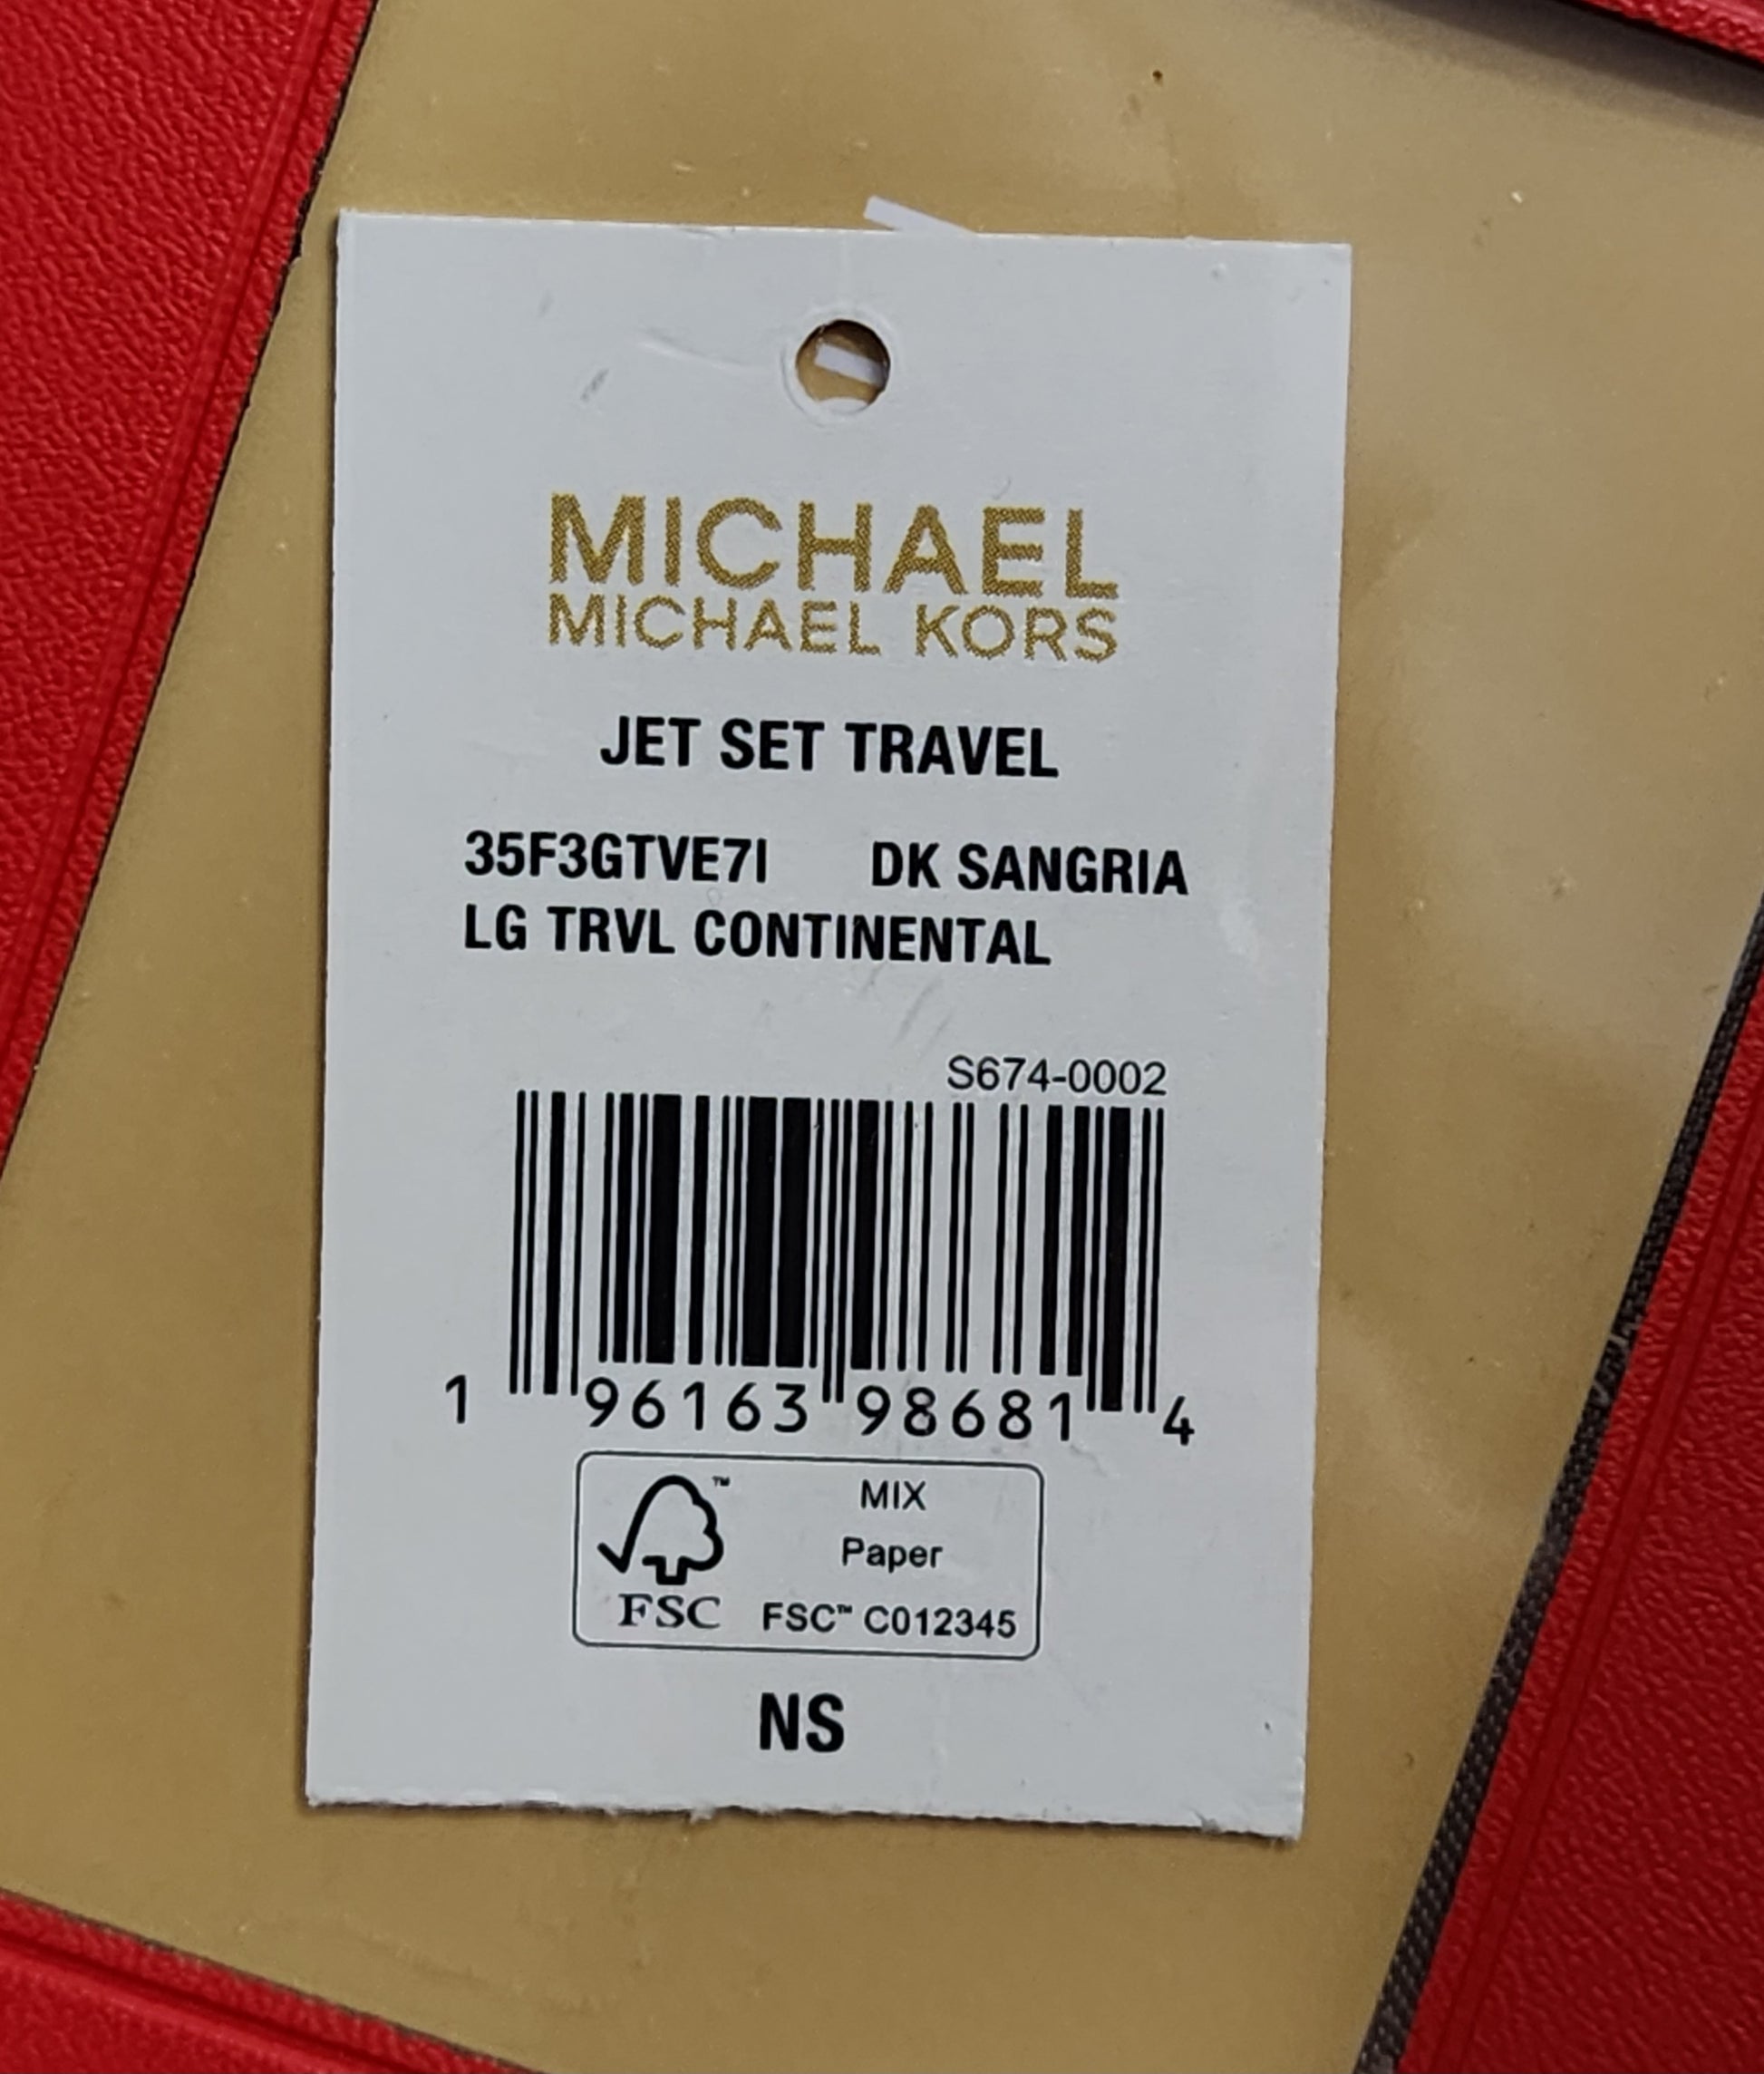 MICHAEL
MICHAEL KORS
JET SET TRAVEL
35F3GTVE7I DK SANGRIA
LG TRVL CONTINENTAL
S674-0002
1 96163 98681 4
FSC™
MIX
Paper
FSC™ C012345
NS